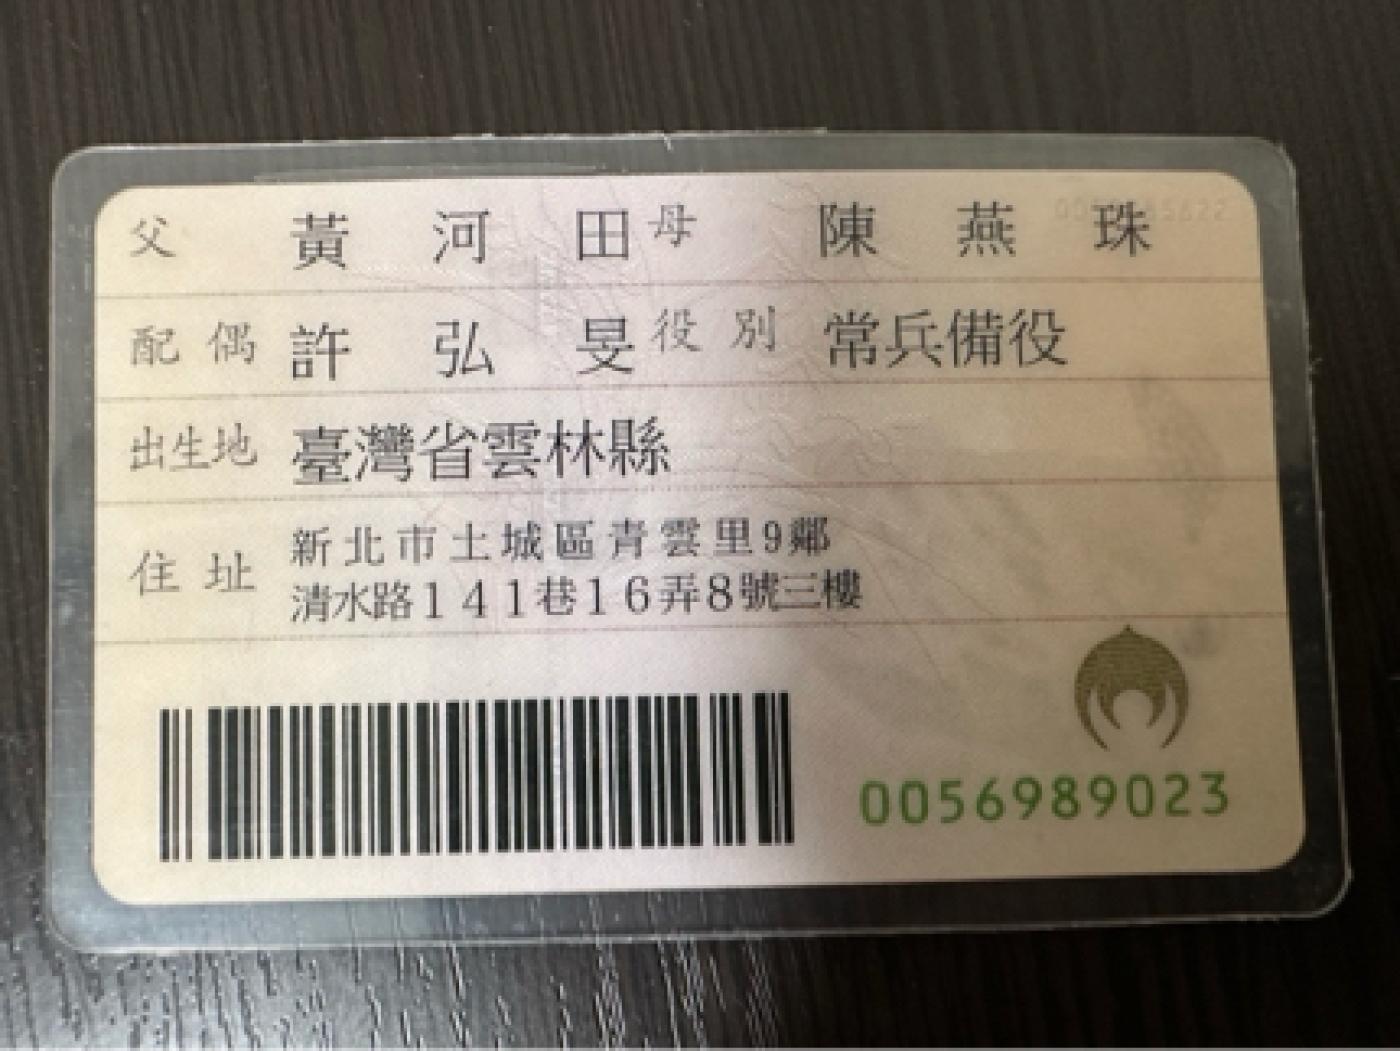 父 黃河田 母 陳燕珠
配偶 許弘旻 役別 常兵備役
出生地 臺灣省雲林縣
住址 新北市土城區青雲里9鄰
清水路141巷16弄8號三樓
0056989023